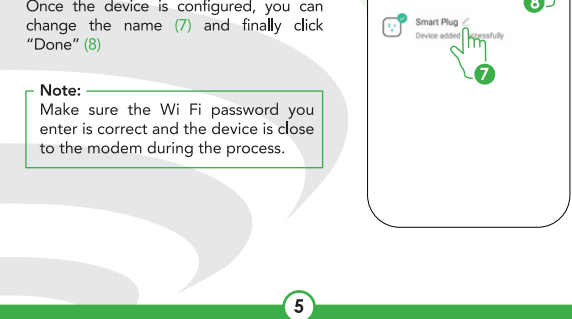 Once the device is configured, you can
change the name (7) and finally click
"Done" (8)
Note:
Make sure the Wi Fi password you
enter is correct and the device is close
to the modem during the process.
8
Smart Plug
Device added successfully
7
5